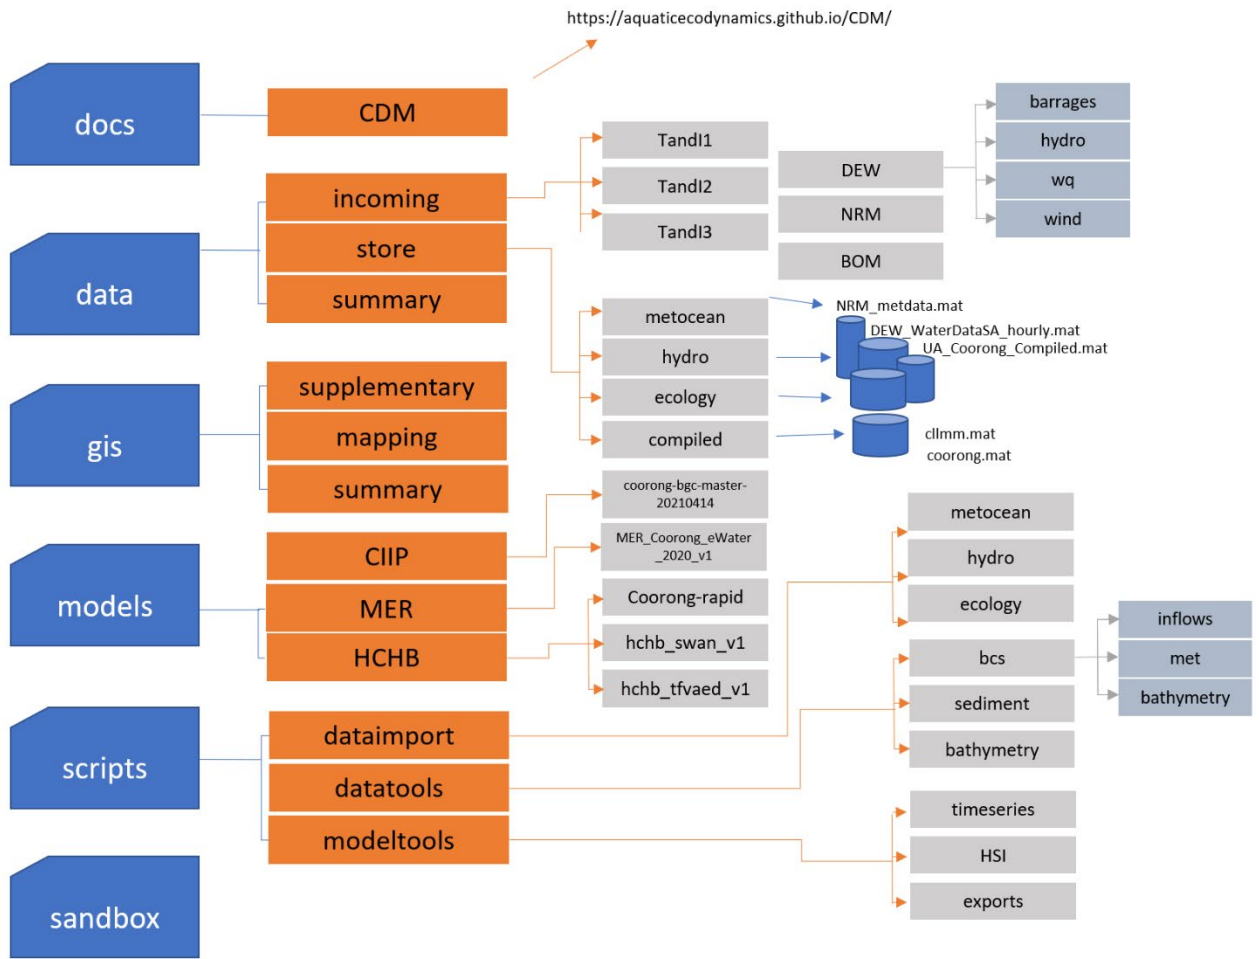 https://aquaticecodynamics.github.io/CDM/
docs
CDM
data
incoming
store
summary
TandI1
TandI2
TandI3
DEW
NRM
BOM
barrages
hydro
wq
wind
metocean
hydro
ecology
compiled
NRM_metdata.mat
DEW_WaterDataSA_hourly.mat
UA_Coorong_Compiled.mat
cllmm.mat
coorong.mat
gis
supplementary
mapping
summary
models
CIIP
MER
HCHB
coorong-bgc-master-
20210414
MER_Coorong_eWater
_2020_v1
Coorong-rapid
hchb_swan_v1
hchb_tfvaed_v1
scripts
dataimport
datatools
modeltools
metocean
hydro
ecology
bcs
sediment
bathymetry
inflows
met
bathymetry
timeseries
HSI
exports
sandbox